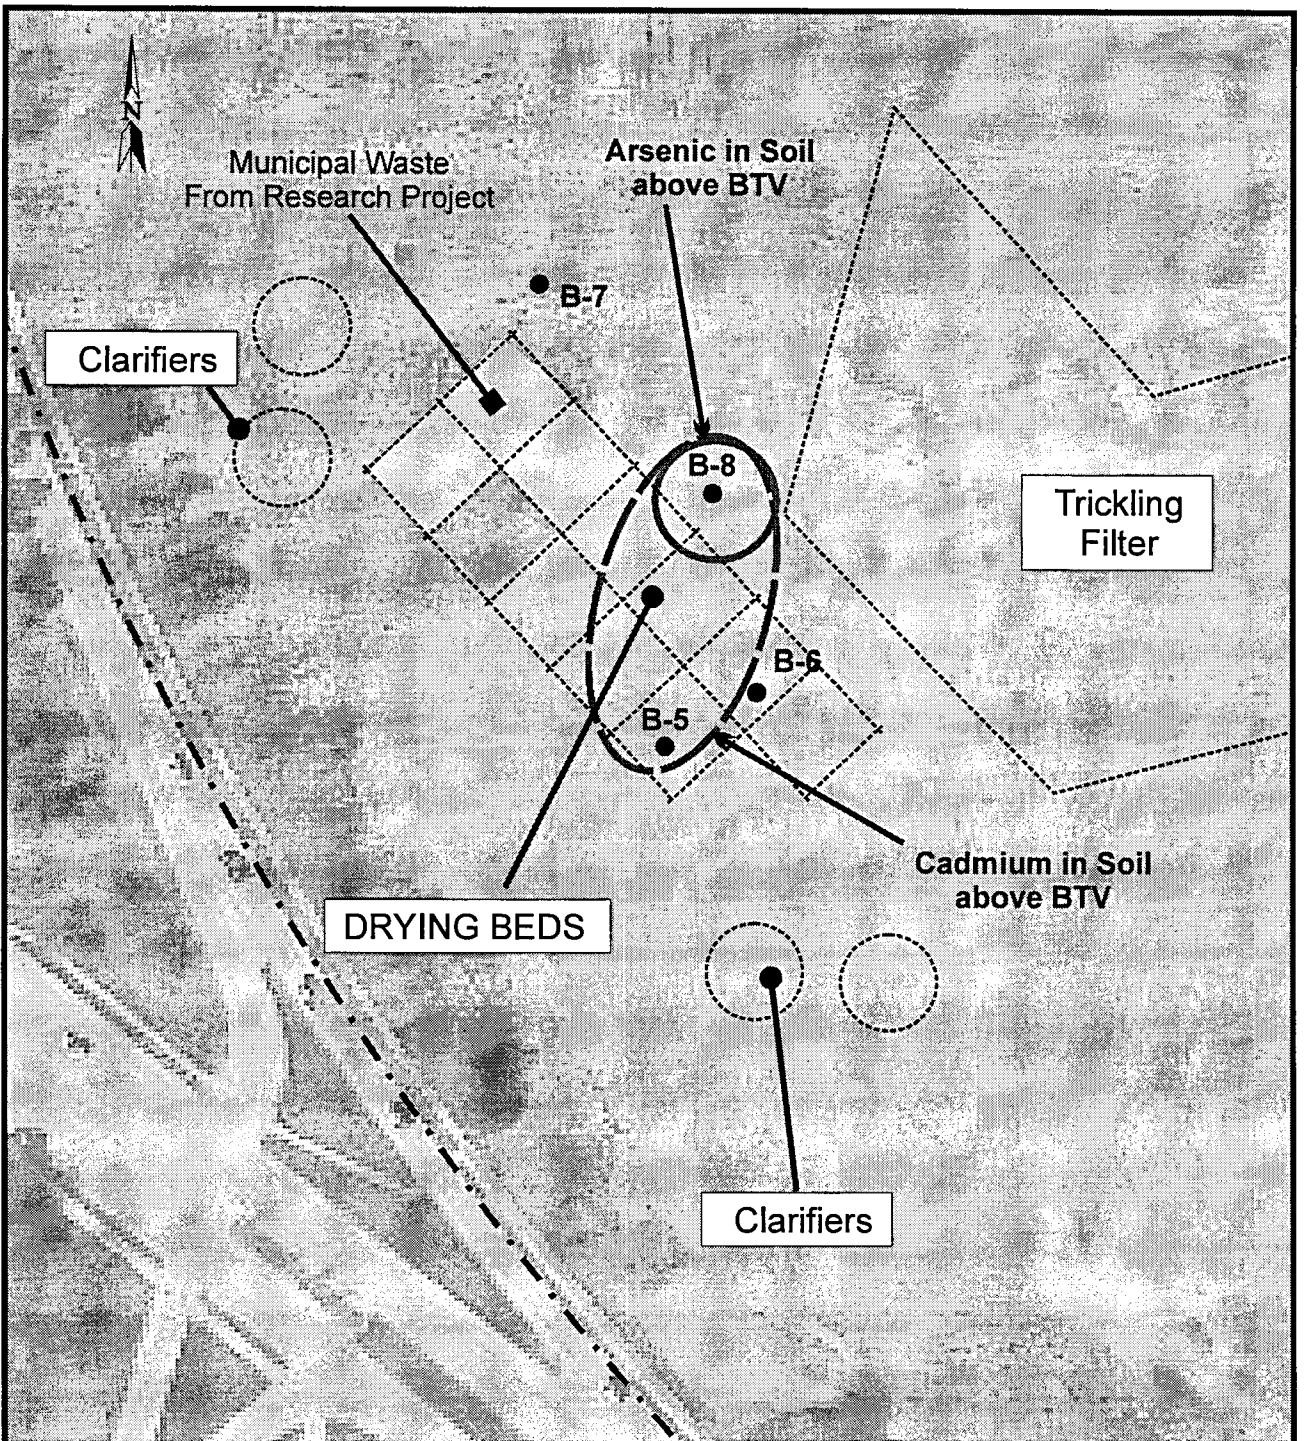 N
Municipal Waste
From Research Project
Arsenic in Soil
above BTV
B-7
Clarifiers
B-8
Trickling
Filter
B-6
B-5
Cadmium in Soil
above BTV
DRYING BEDS
Clarifiers